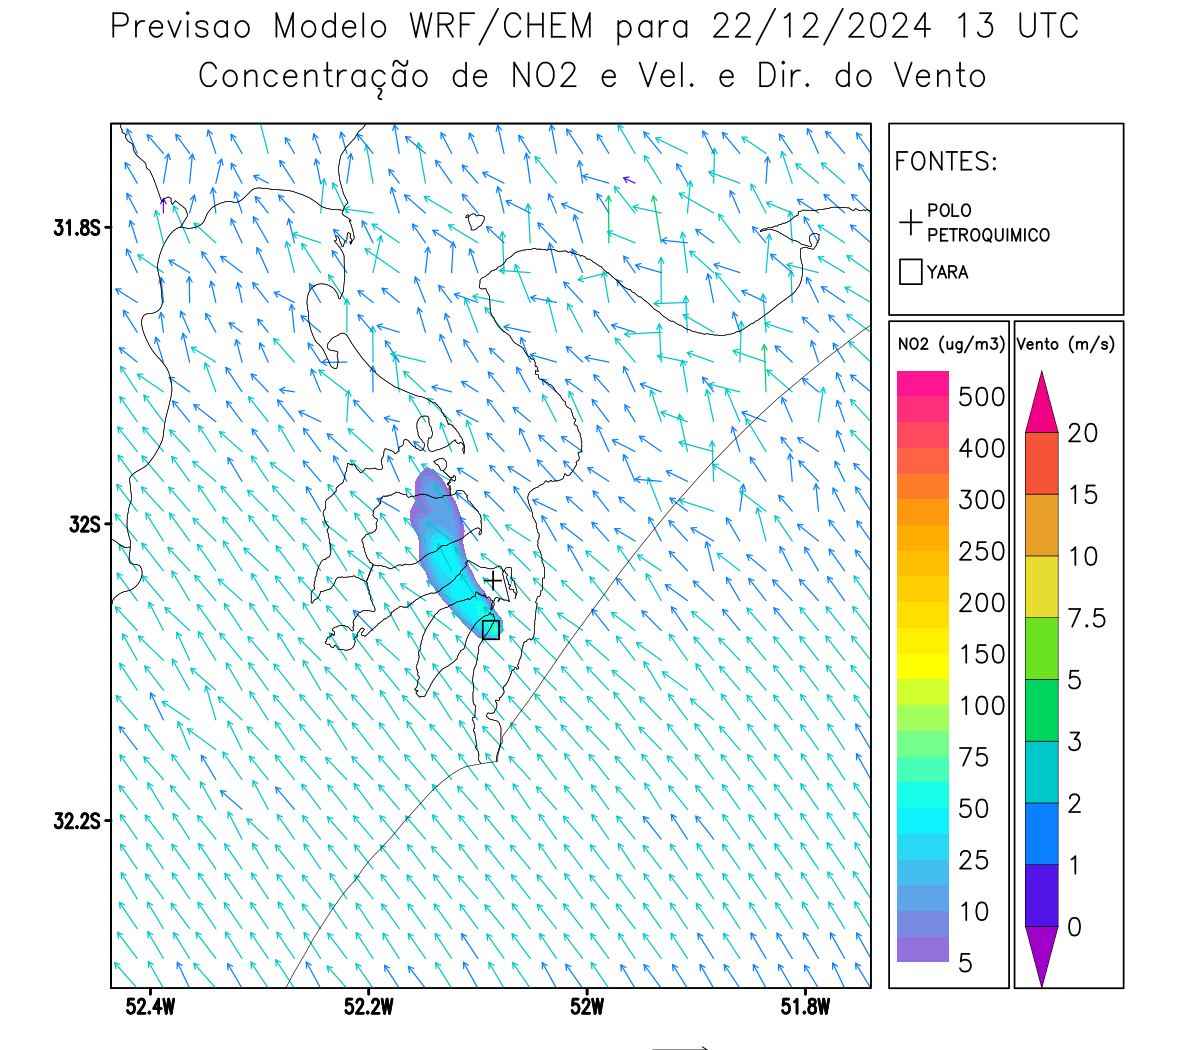 Previsao Modelo WRF/CHEM para 22/12/2024 13 UTC
Concentração de NO2 e Vel. e Dir. do Vento
FONTES:
POLO
PETROQUIMICO
YARA
NO2 (ug/m3)
500
400
300
250
200
150
100
75
50
25
10
5
Vento (m/s)
20
15
10
7.5
5
3
2
1
0
31.8S
32S
32.2S
52.4W
52.2W
52W
51.8W